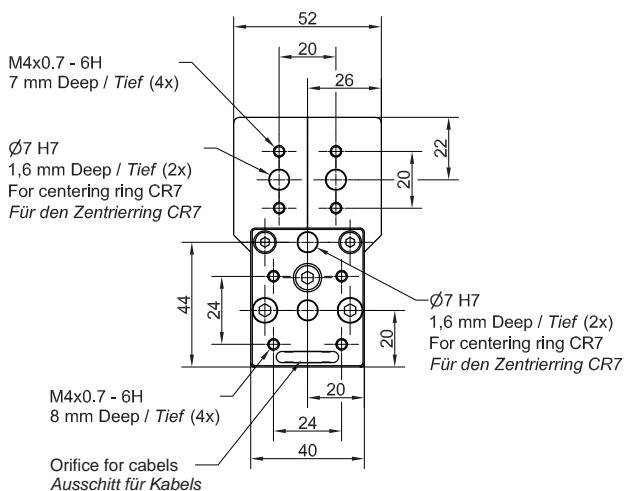 52
20
26
M4x0.7 - 6H
7 mm Deep / Tief (4x)
22
Ø7 H7
1,6 mm Deep / Tief (2x)
For centering ring CR7
Für den Zentrierring CR7
20
44
24
20
Ø7 H7
1,6 mm Deep / Tief (2x)
For centering ring CR7
Für den Zentrierring CR7
M4x0.7 - 6H
8 mm Deep / Tief (4x)
20
24
40
Orifice for cabels
Ausschitt für Kabels